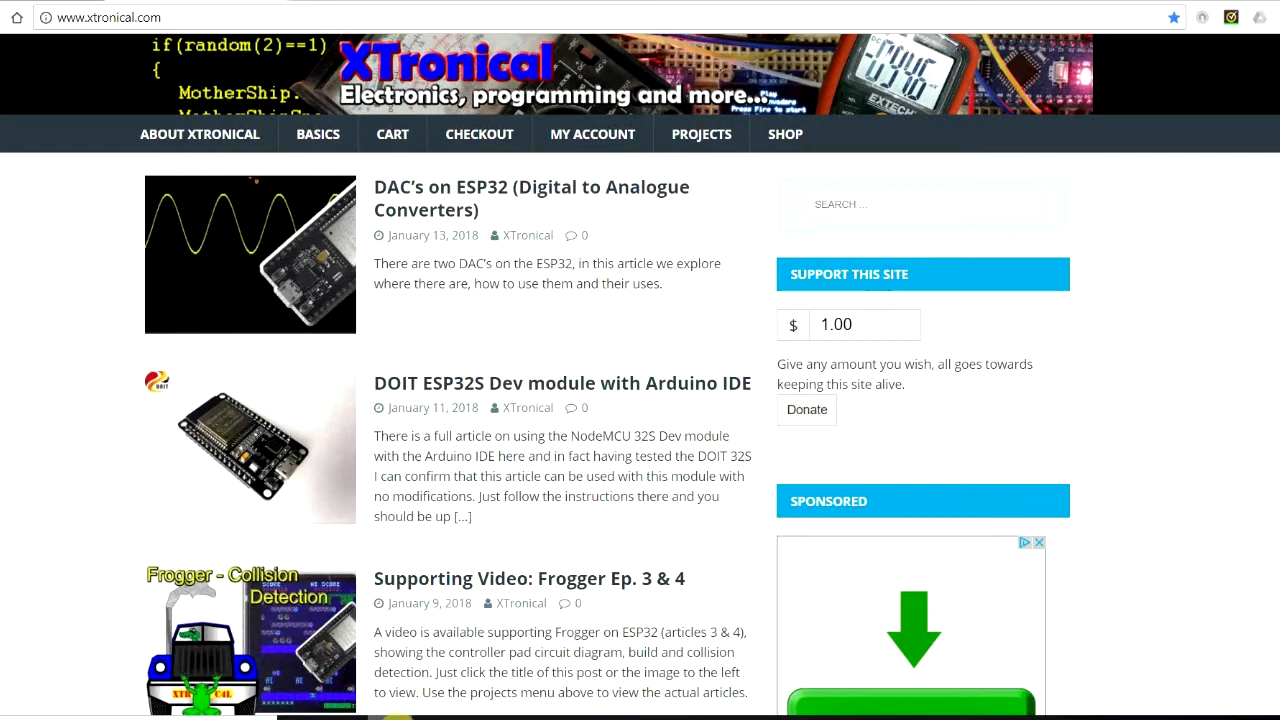 www.xtronical.com
if(random(2)==1)
{
MotherShip.
XTronical
Electronics, programming and more...
EXTECH
Play
Press Fire to start
ABOUT XTRONICAL
BASICS
CART
CHECKOUT
MY ACCOUNT
PROJECTS
SHOP
DAC’s on ESP32 (Digital to Analogue
Converters)
January 13, 2018 XTronical 0
There are two DAC’s on the ESP32, in this article we explore
where there are, how to use them and their uses.
DOIT
DOIT ESP32S Dev module with Arduino IDE
January 11, 2018 XTronical 0
There is a full article on using the NodeMCU 32S Dev module
with the Arduino IDE here and in fact having tested the DOIT 32S
I can confirm that this article can be used with this module with
no modifications. Just follow the instructions there and you
should be up [...]
Frogger - Collision
Detection
Supporting Video: Frogger Ep. 3 & 4
January 9, 2018 XTronical 0
A video is available supporting Frogger on ESP32 (articles 3 & 4),
showing the controller pad circuit diagram, build and collision
detection. Just click the title of this post or the image to the left
to view. Use the projects menu above to view the actual articles.
SEARCH ...
SUPPORT THIS SITE
$ 1.00
Give any amount you wish, all goes towards
keeping this site alive.
Donate
SPONSORED